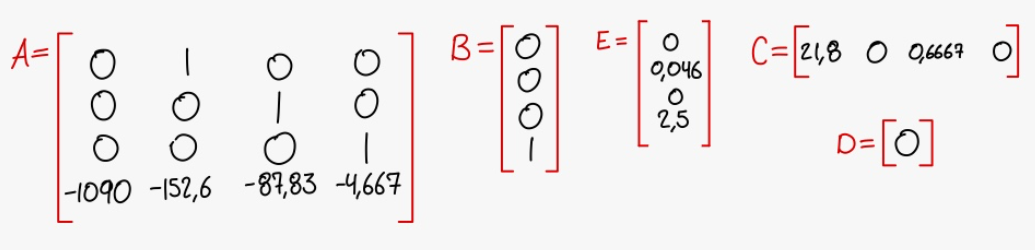 A= [ 0 1 0 0
0 0 1 0
0 0 0 1
-1090 -152,6 -87,83 -4,667 ]
B= [ 0
0
0
1 ]
E= [ 0
0,046
0
2,5 ]
C= [ 21,8 0 0,6667 0 ]
D= [ 0 ]